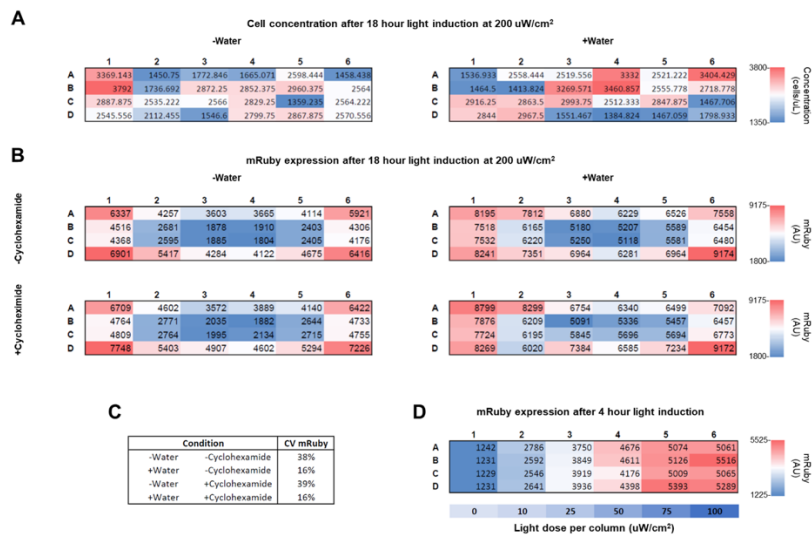 A
Cell concentration after 18 hour light induction at 200 uW/cm²
-Water +Water
1 2 3 4 5 6 1 2 3 4 5 6
A 3369.143 1450.75 1772.846 1665.071 2598.444 1458.438 A 1536.933 2558.444 2519.556 3332 2521.222 3404.429
B 3792 1736.692 2872.25 2852.375 2960.375 2564 B 1464.5 1413.824 3269.571 3460.857 2555.778 2718.778
C 2887.875 2535.222 2566 2829.25 1359.235 2564.222 C 2916.25 2863.5 2993.75 2512.333 2847.875 1467.706
D 2545.556 2112.455 1546.6 2799.75 2867.875 2570.556 D 2844 2967.5 1551.467 1384.824 1467.059 1798.933
3800
1350
Concentration
(cells/uL)
B
mRuby expression after 18 hour light induction at 200 uW/cm²
-Water +Water
-Cyclohexamide
1 2 3 4 5 6 1 2 3 4 5 6
A 6337 4257 3603 3665 4114 5921 A 8195 7812 6880 6229 6526 7558
B 4516 2681 1878 1910 2403 4306 B 7518 6165 5180 5207 5589 6454
C 4368 2595 1885 1804 2405 4176 C 7532 6220 5250 5118 5581 6480
D 6901 5417 4284 4122 4675 6416 D 8241 7351 6964 6281 6964 9174
9175
1800
mRuby
(AU)
+Cycloheximide
1 2 3 4 5 6 1 2 3 4 5 6
A 6709 4602 3572 3889 4140 6422 A 8799 8299 6754 6340 6499 7092
B 4764 2771 2035 1882 2644 4733 B 7876 6209 5091 5336 5457 6457
C 4809 2764 1995 2134 2715 4755 C 7724 6195 5845 5696 5694 6773
D 7748 5403 4907 4602 5294 7226 D 8269 6020 7384 6585 7234 9172
9175
1800
mRuby
(AU)
C
Condition CV mRuby
-Water -Cyclohexamide 38%
+Water -Cyclohexamide 16%
-Water +Cyclohexamide 39%
+Water +Cyclohexamide 16%
D
mRuby expression after 4 hour light induction
1 2 3 4 5 6
A 1242 2786 3750 4676 5074 5061
B 1231 2592 3849 4611 5126 5516
C 1229 2546 3919 4176 5009 5065
D 1231 2641 3936 4398 5393 5289
5525
1225
mRuby
(AU)
0 10 25 50 75 100
Light dose per column (uW/cm²)